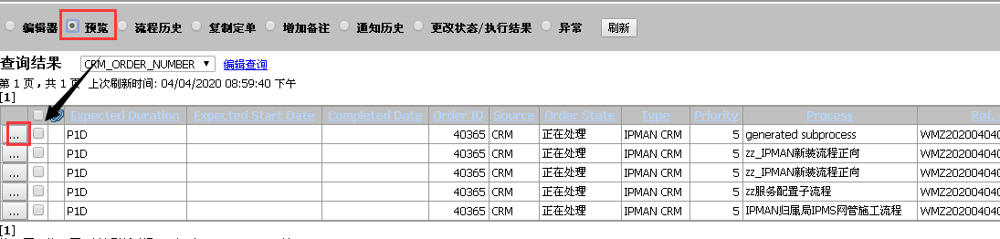 编辑器 预览 流程历史 复制定单 增加备注 通知历史 更改状态/执行结果 异常 刷新
查询结果 CRM_ORDER_NUMBER 编辑查询
第 1 页，共 1 页 上次刷新时间: 04/04/2020 08:59:40 下午
[1]
Expected Duration Expected Start Date Completed Date Order ID Source Order State Type Priority Process Ref.
... P1D 40365 CRM 正在处理 IPMAN CRM 5 generated subprocess WMZ202004040
... P1D 40365 CRM 正在处理 IPMAN CRM 5 zz_IPMAN新装流程正向 WMZ202004040
... P1D 40365 CRM 正在处理 IPMAN CRM 5 zz_IPMAN新装流程正向 WMZ202004040
... P1D 40365 CRM 正在处理 IPMAN CRM 5 zz服务配置子流程 WMZ202004040
... P1D 40365 CRM 正在处理 IPMAN CRM 5 IPMAN归属局IPMS网管施工流程 WMZ202004040
[1]